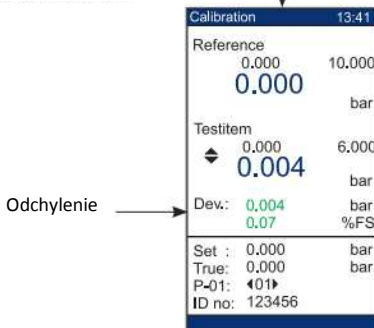 Calibration 13:41
Reference
0.000 10.000
0.000
bar
Testitem
0.000 6.000
0.004
bar
Odchylenie
Dev.: 0.004 bar
0.07 %FS
Set : 0.000 bar
True: 0.000 bar
P-01: 01
ID no: 123456